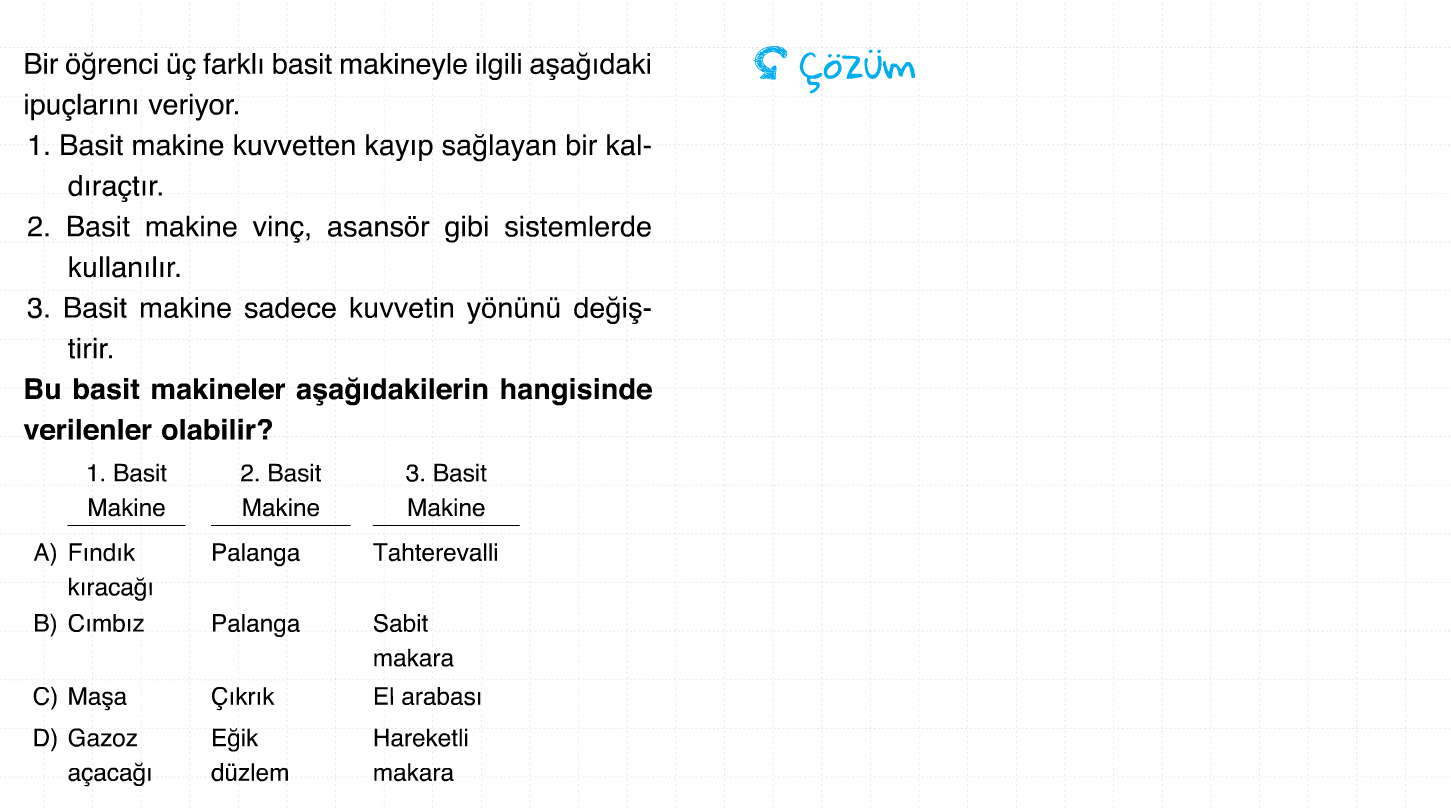 Bir öğrenci üç farklı basit makineyle ilgili aşağıdaki
ipuçlarını veriyor.
1. Basit makine kuvvetten kayıp sağlayan bir kal-
dıraçtır.
2. Basit makine vinç, asansör gibi sistemlerde
kullanılır.
3. Basit makine sadece kuvvetin yönünü değiş-
tirir.
Bu basit makineler aşağıdakilerin hangisinde
verilenler olabilir?
1. Basit 2. Basit 3. Basit
Makine Makine Makine
A) Fındık Palanga Tahterevalli
kıracağı
B) Cımbız Palanga Sabit
makara
C) Maşa Çıkrık El arabası
D) Gazoz Eğik Hareketli
açacağı düzlem makara
Çözüm